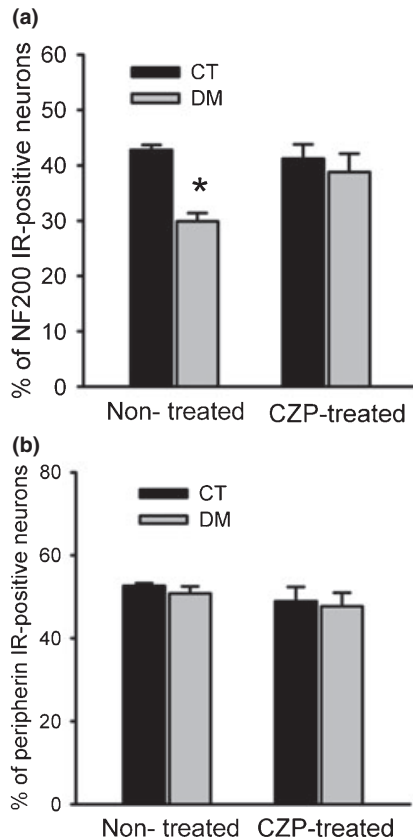 (a)
60
50
40
30
20
10
0
% of NF200 IR-positive neurons
CT
DM
*
Non- treated
CZP-treated
(b)
80
60
40
20
0
% of peripherin IR-positive neurons
CT
DM
Non- treated
CZP-treated